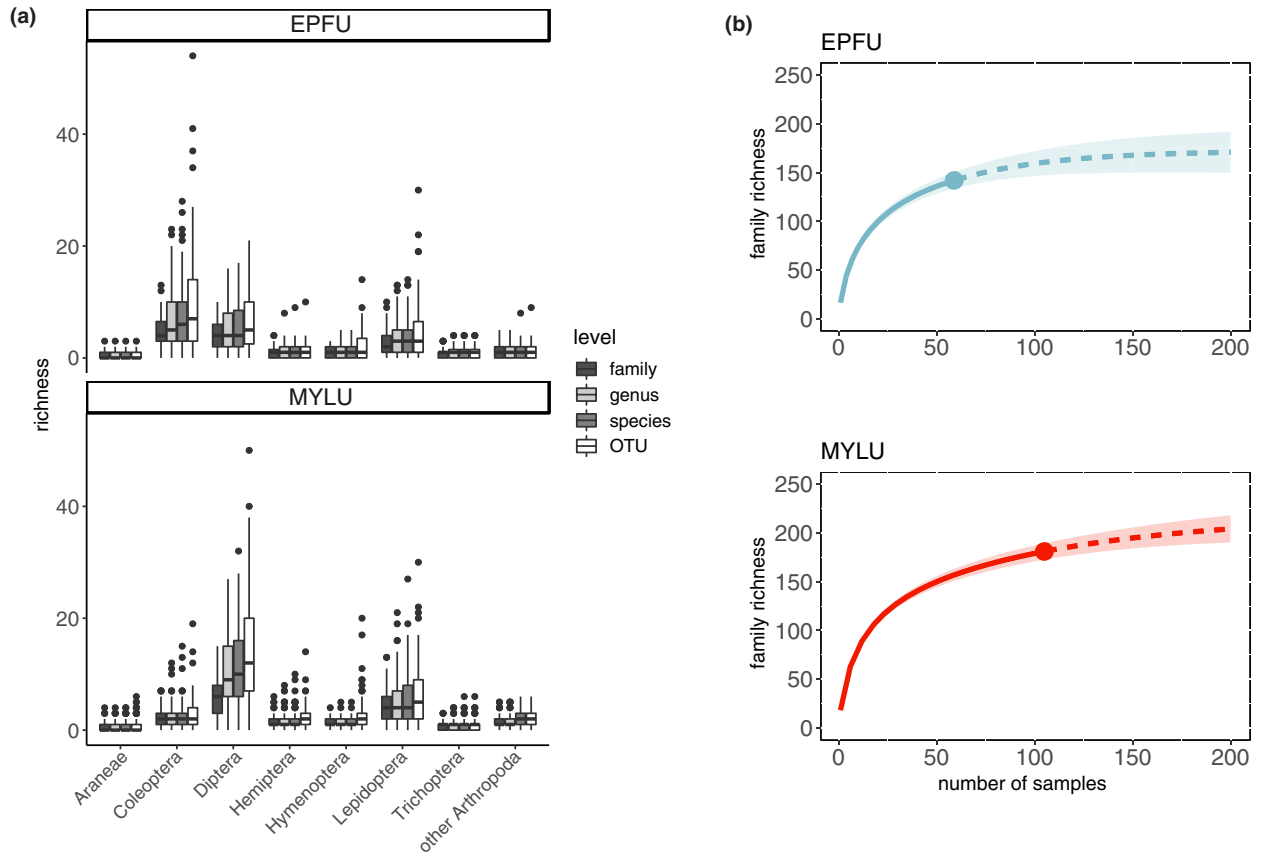 (a)
EPFU
40
20
0
MYLU
40
20
0
richness
Araneae
Coleoptera
Diptera
Hemiptera
Hymenoptera
Lepidoptera
Trichoptera
other Arthropoda
level
family
genus
species
OTU
(b)
EPFU
250
200
150
100
50
0
family richness
0 50 100 150 200
MYLU
250
200
150
100
50
0
family richness
0 50 100 150 200
number of samples